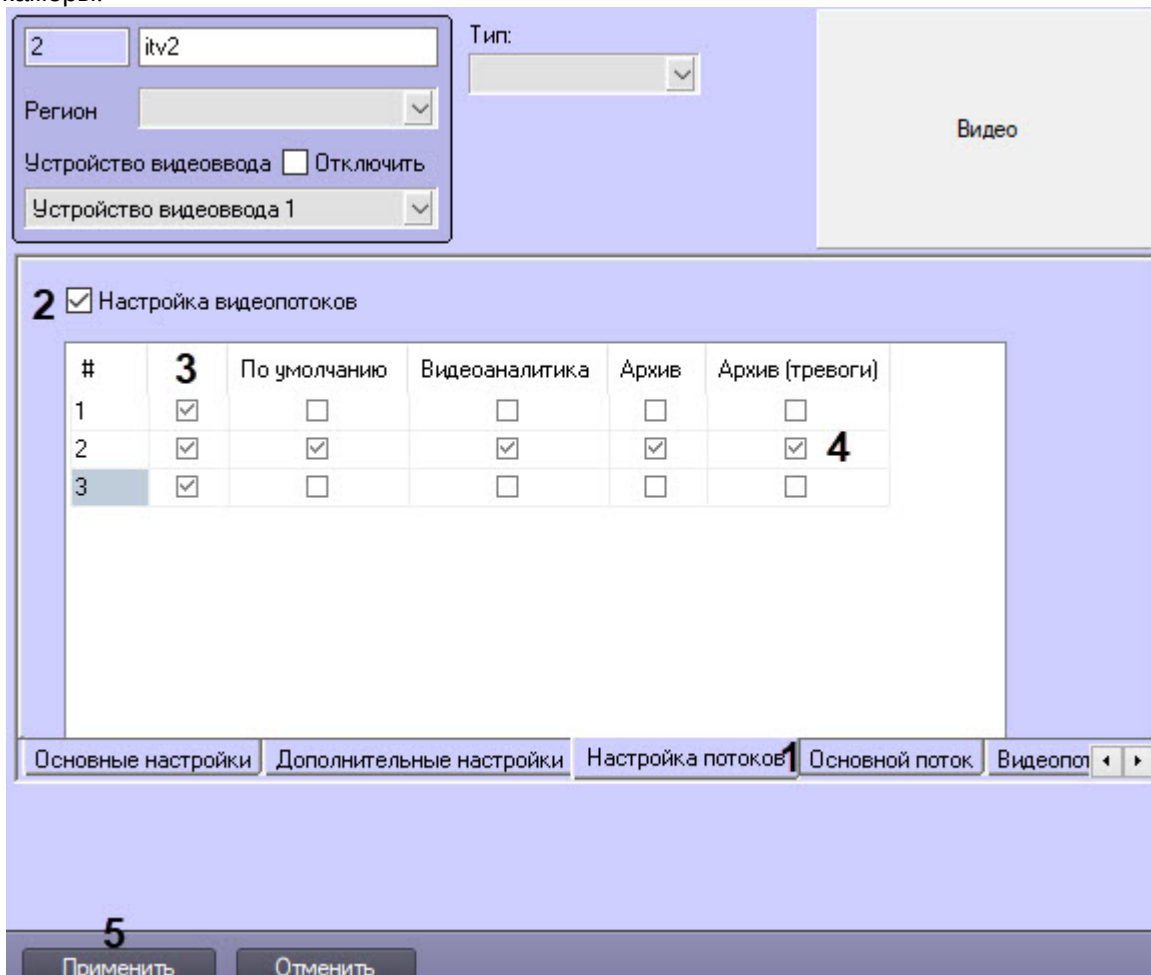 2 itv2
Тип:
Регион
Видео
Устройство видеоввода Отключить
Устройство видеоввода 1
2 Настройка видеопотоков
# 3 По умолчанию Видеоаналитика Архив Архив (тревоги)
1
2 4
3
Основные настройки Дополнительные настройки Настройка потоков 1 Основной поток Видеопот
5
Применить Отменить